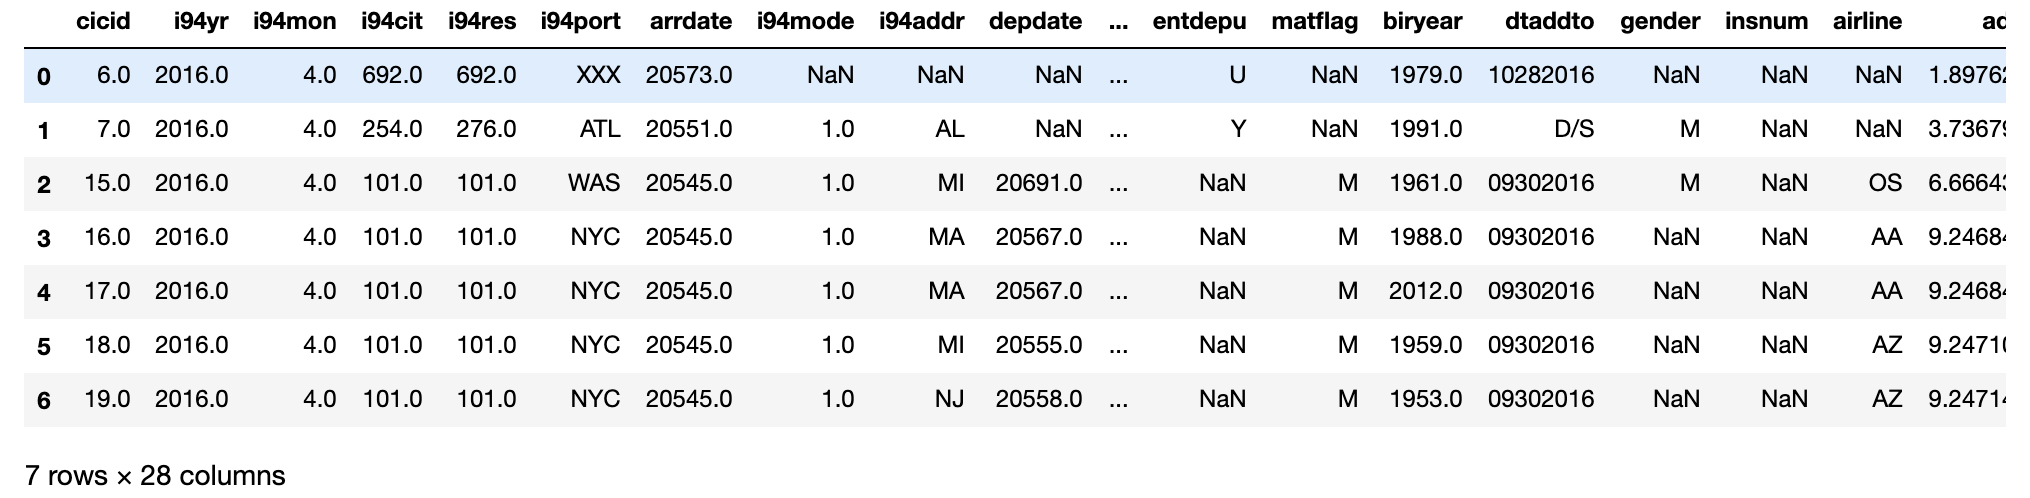 cicid i94yr i94mon i94cit i94res i94port arrdate i94mode i94addr depdate ... entdepu matflag biryear dtaddto gender insnum airline ad
0 6.0 2016.0 4.0 692.0 692.0 XXX 20573.0 NaN NaN NaN ... U NaN 1979.0 10282016 NaN NaN NaN 1.89762
1 7.0 2016.0 4.0 254.0 276.0 ATL 20551.0 1.0 AL NaN ... Y NaN 1991.0 D/S M NaN NaN 3.73679
2 15.0 2016.0 4.0 101.0 101.0 WAS 20545.0 1.0 MI 20691.0 ... NaN M 1961.0 09302016 M NaN OS 6.66643
3 16.0 2016.0 4.0 101.0 101.0 NYC 20545.0 1.0 MA 20567.0 ... NaN M 1988.0 09302016 NaN NaN AA 9.24684
4 17.0 2016.0 4.0 101.0 101.0 NYC 20545.0 1.0 MA 20567.0 ... NaN M 2012.0 09302016 NaN NaN AA 9.24684
5 18.0 2016.0 4.0 101.0 101.0 NYC 20545.0 1.0 MI 20555.0 ... NaN M 1959.0 09302016 NaN NaN AZ 9.24710
6 19.0 2016.0 4.0 101.0 101.0 NYC 20545.0 1.0 NJ 20558.0 ... NaN M 1953.0 09302016 NaN NaN AZ 9.24714
7 rows × 28 columns